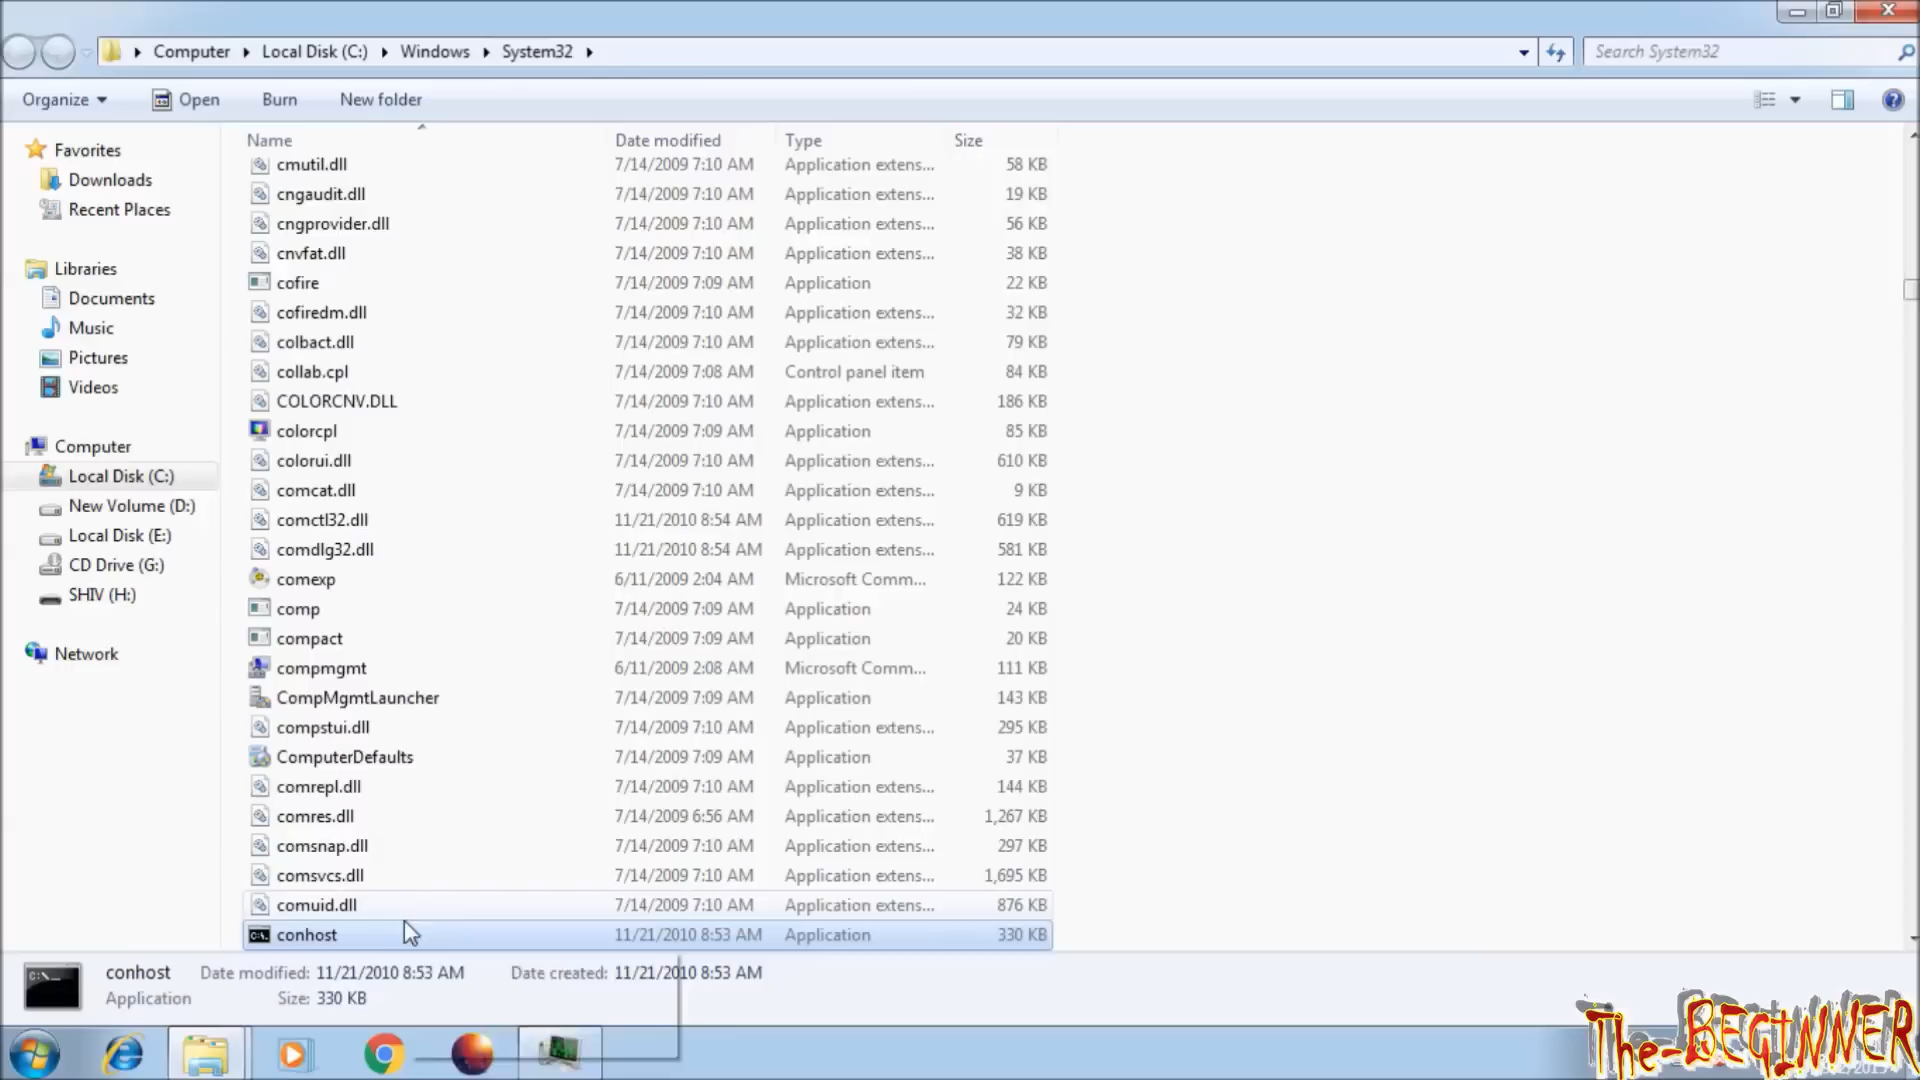 Computer Local Disk (C:) Windows System32
Search System32
Organize Open Burn New folder
Name Date modified Type Size
cmutil.dll 7/14/2009 7:10 AM Application extens... 58 KB
cngaudit.dll 7/14/2009 7:10 AM Application extens... 19 KB
cngprovider.dll 7/14/2009 7:10 AM Application extens... 56 KB
cnvfat.dll 7/14/2009 7:10 AM Application extens... 38 KB
cofire 7/14/2009 7:09 AM Application 22 KB
cofiredm.dll 7/14/2009 7:10 AM Application extens... 32 KB
colbact.dll 7/14/2009 7:10 AM Application extens... 79 KB
collab.cpl 7/14/2009 7:08 AM Control panel item 84 KB
COLORCNV.DLL 7/14/2009 7:10 AM Application extens... 186 KB
colorcpl 7/14/2009 7:09 AM Application 85 KB
colorui.dll 7/14/2009 7:10 AM Application extens... 610 KB
comcat.dll 7/14/2009 7:10 AM Application extens... 9 KB
comctl32.dll 11/21/2010 8:54 AM Application extens... 619 KB
comdlg32.dll 11/21/2010 8:54 AM Application extens... 581 KB
comexp 6/11/2009 2:04 AM Microsoft Comm... 122 KB
comp 7/14/2009 7:09 AM Application 24 KB
compact 7/14/2009 7:09 AM Application 20 KB
compmgmt 6/11/2009 2:08 AM Microsoft Comm... 111 KB
CompMgmtLauncher 7/14/2009 7:09 AM Application 143 KB
compstui.dll 7/14/2009 7:10 AM Application extens... 295 KB
ComputerDefaults 7/14/2009 7:09 AM Application 37 KB
comrepl.dll 7/14/2009 7:10 AM Application extens... 144 KB
comres.dll 7/14/2009 6:56 AM Application extens... 1,267 KB
comsnap.dll 7/14/2009 7:10 AM Application extens... 297 KB
comsvcs.dll 7/14/2009 7:10 AM Application extens... 1,695 KB
comuid.dll 7/14/2009 7:10 AM Application extens... 876 KB
conhost 11/21/2010 8:53 AM Application 330 KB
Favorites
Downloads
Recent Places
Libraries
Documents
Music
Pictures
Videos
Computer
Local Disk (C:)
New Volume (D:)
Local Disk (E:)
CD Drive (G:)
SHIV (H:)
Network
conhost Date modified: 11/21/2010 8:53 AM Date created: 11/21/2010 8:53 AM
Application Size: 330 KB
The-BEGINNER